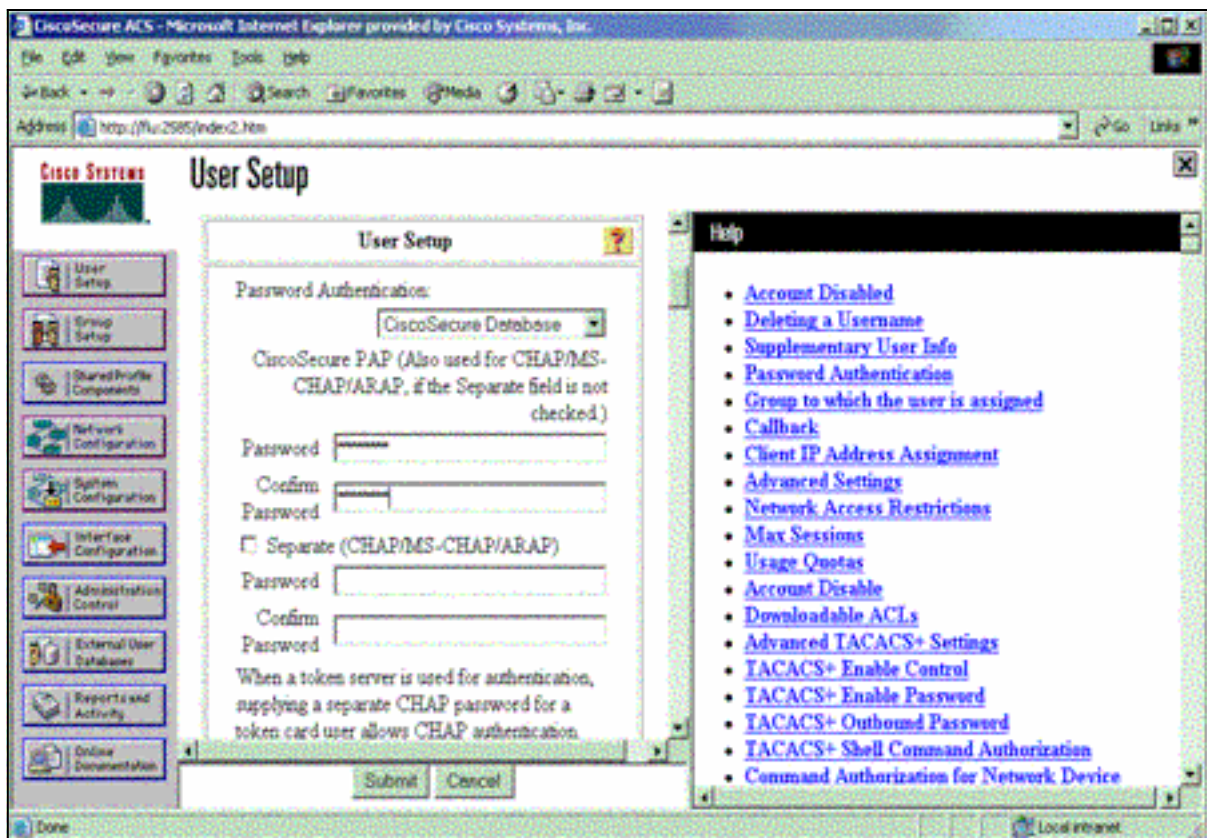 CiscoSecure ACS - Microsoft Internet Explorer provided by Cisco Systems, Inc.
File Edit View Favorites Tools Help
Back Search Favorites Media
Address http://flu:2585/index2.htm Go Links »
CISCO SYSTEMS
User Setup
User
Setup
Group
Setup
Shared Profile
Components
Network
Configuration
System
Configuration
Interface
Configuration
Administration
Control
External User
Databases
Reports and
Activity
Online
Documentation
User Setup
?
Password Authentication:
CiscoSecure Database
CiscoSecure PAP (Also used for CHAP/MS-
CHAP/ARAP, if the Separate field is not
checked.)
Password ********
Confirm
Password ********
Separate (CHAP/MS-CHAP/ARAP)
Password
Confirm
Password
When a token server is used for authentication,
supplying a separate CHAP password for a
token card user allows CHAP authentication.
Submit Cancel
Help
Account Disabled
Deleting a Username
Supplementary User Info
Password Authentication
Group to which the user is assigned
Callback
Client IP Address Assignment
Advanced Settings
Network Access Restrictions
Max Sessions
Usage Quotas
Account Disable
Downloadable ACLs
Advanced TACACS+ Settings
TACACS+ Enable Control
TACACS+ Enable Password
TACACS+ Outbound Password
TACACS+ Shell Command Authorization
Command Authorization for Network Device
Done Local intranet